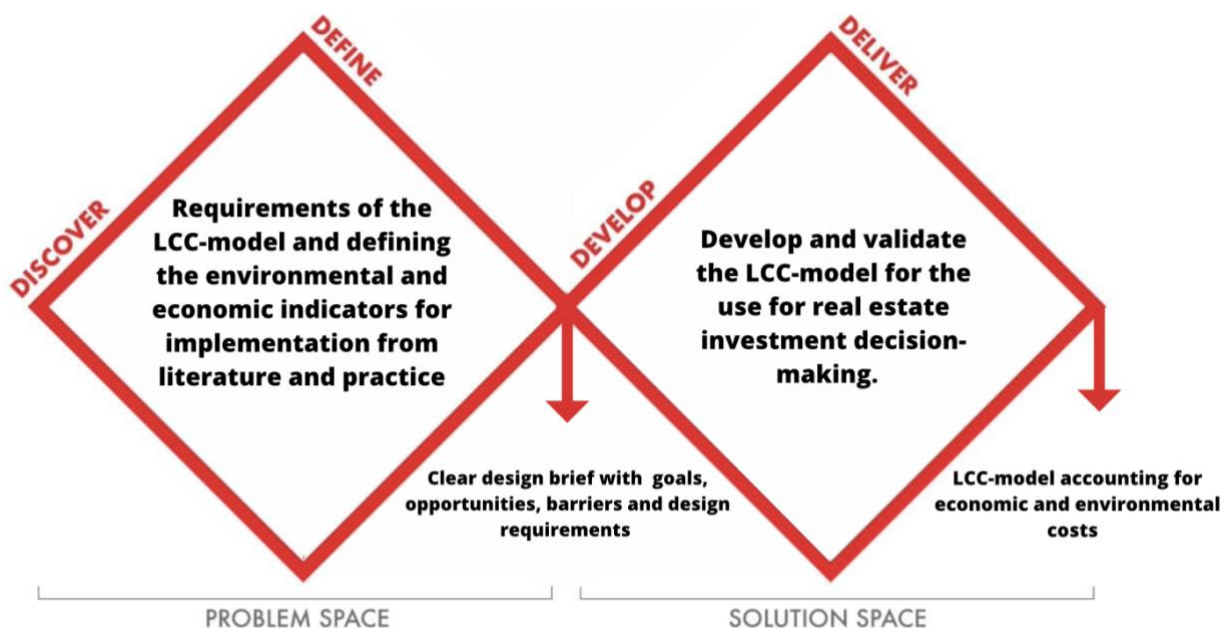 DISCOVER
DEFINE
Requirements of the
LCC-model and defining
the environmental and
economic indicators for
implementation from
literature and practice
DEVELOP
DELIVER
Develop and validate
the LCC-model for the
use for real estate
investment decision-
making.
Clear design brief with goals,
opportunities, barriers and design
requirements
LCC-model accounting for
economic and environmental
costs
PROBLEM SPACE
SOLUTION SPACE